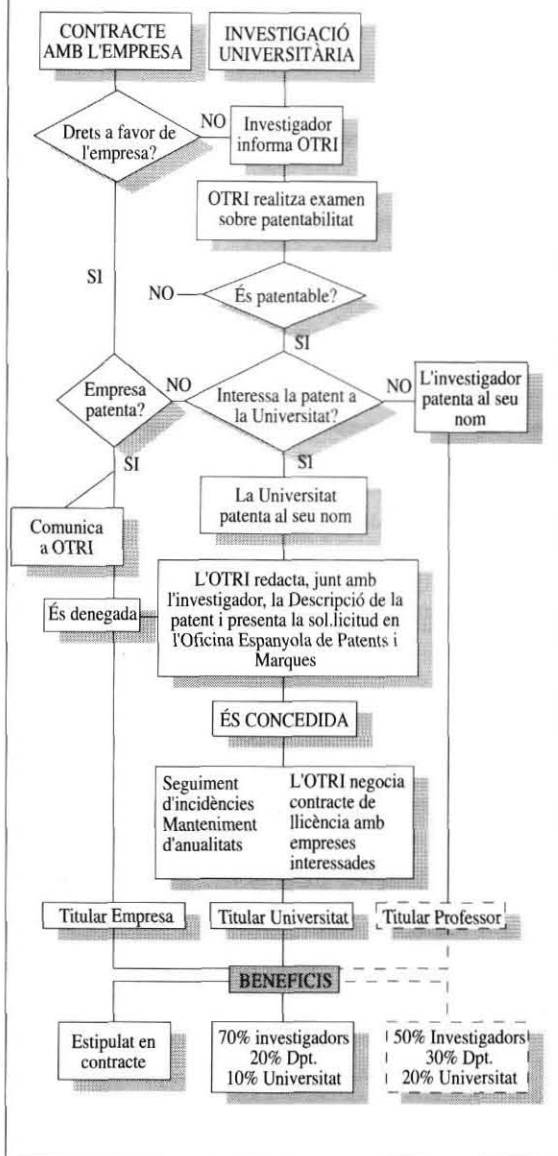 CONTRACTE
AMB L'EMPRESA
INVESTIGACIÓ
UNIVERSITÀRIA
Drets a favor de
l'empresa?
NO
Investigador
informa OTRI
OTRI realitza examen
sobre patentabilitat
SI
NO
És patentable?
SI
Empresa
patenta?
NO
Interessa la patent a
la Universitat?
NO
L'investigador
patenta al seu
nom
SI
SI
La Universitat
patenta al seu nom
Comunica
a OTRI
L'OTRI redacta, junt amb
l'investigador, la Descripció de la
patent i presenta la sol.licitud en
l'Oficina Espanyola de Patents i
Marques
És denegada
ÉS CONCEDIDA
Seguiment
d'incidències
Manteniment
d'anualitats
L'OTRI negocia
contracte de
llicència amb
empreses
interessades
Titular Empresa
Titular Universitat
Titular Professor
BENEFICIS
Estipulat en
contracte
70% investigadors
20% Dpt.
10% Universitat
50% Investigadors
30% Dpt.
20% Universitat